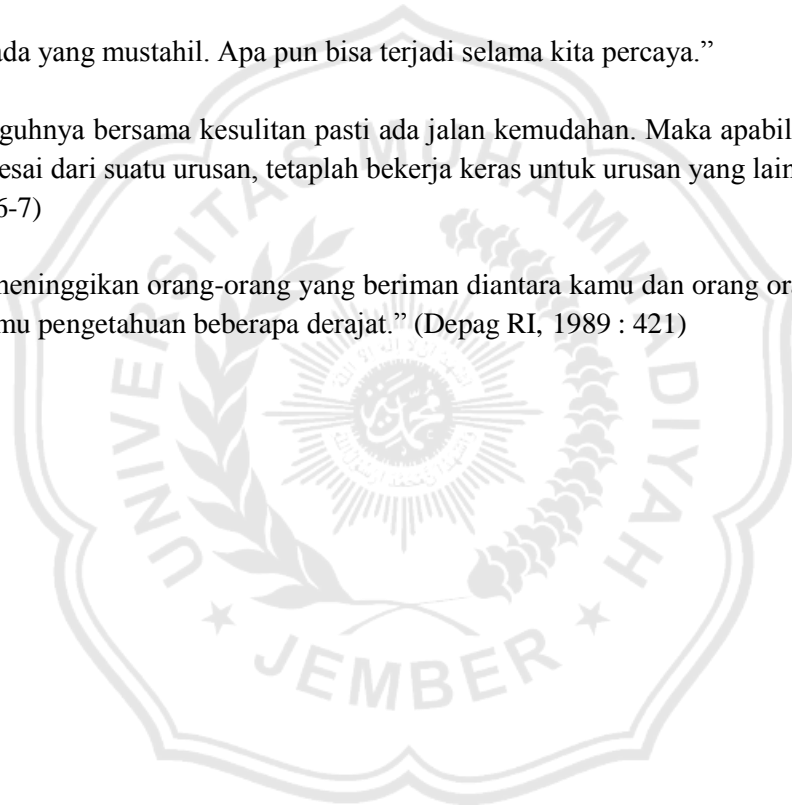 ada yang mustahil. Apa pun bisa terjadi selama kita percaya.”
guhnya bersama kesulitan pasti ada jalan kemudahan. Maka apabil
esai dari suatu urusan, tetaplah bekerja keras untuk urusan yang lain
6-7)
meninggikan orang-orang yang beriman diantara kamu dan orang or
mu pengetahuan beberapa derajat.” (Depag RI, 1989 : 421)
UNIVERSITAS MUHAMMADIYAH
JEMBER